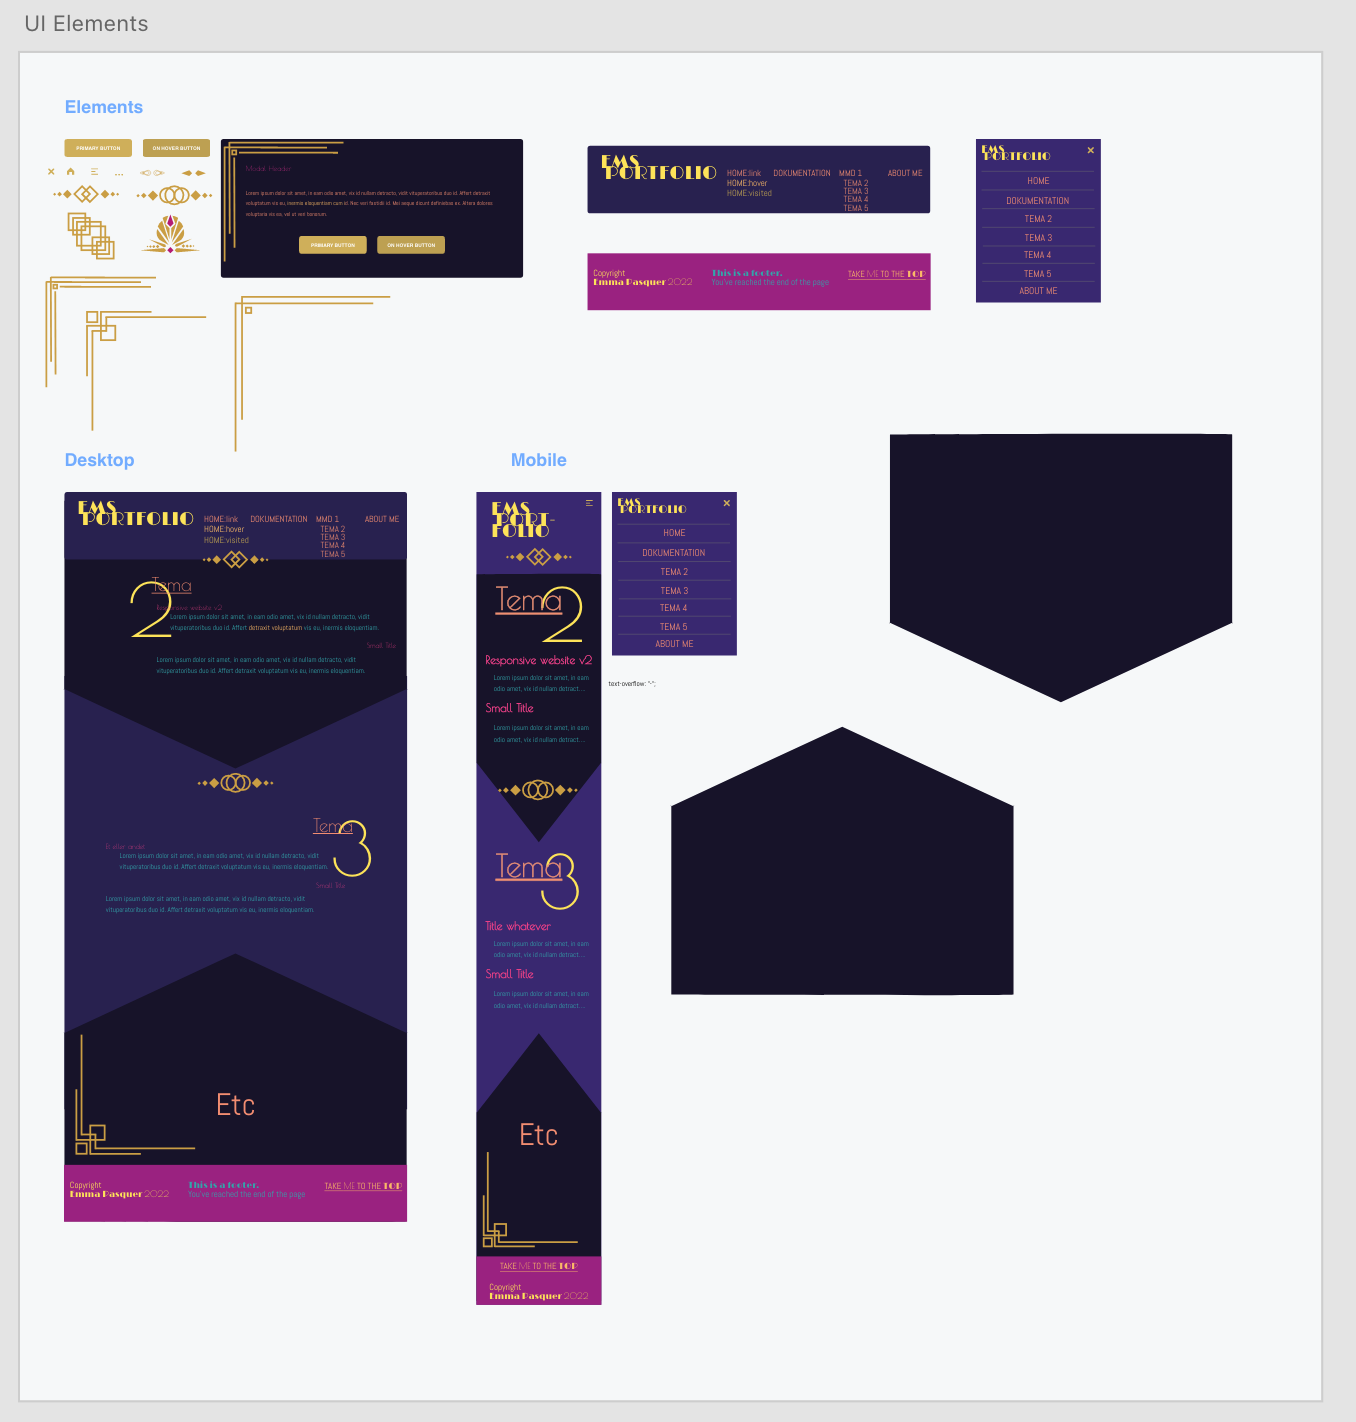 UI Elements
Elements
PRIMARY BUTTON
ON HOVER BUTTON
Modal Header
Lorem ipsum dolor sit amet, in eam odio amet, vix id nullam detracto, vidit vituperatoribus duo id. Affert detraxit
voluptatum vis eu, inermis eloquentiam cum id. Nec veri fastidii id. Mei saepe dicunt definiebas ex. Altera dolores
voluptaria vis ea, vel ut veri bonorum.
PRIMARY BUTTON
ON HOVER BUTTON
EMS
PORTFOLIO
HOME:link
DOKUMENTATION
MMD 1
ABOUT ME
HOME:hover
TEMA 2
HOME:visited
TEMA 3
TEMA 4
TEMA 5
Copyright
Emma Pasquer 2022
This is a footer.
You've reached the end of the page
TAKE ME TO THE TOP
EMS
PORTFOLIO
HOME
DOKUMENTATION
TEMA 2
TEMA 3
TEMA 4
TEMA 5
ABOUT ME
Desktop
EMS
PORTFOLIO
HOME:link
DOKUMENTATION
MMD 1
ABOUT ME
HOME:hover
TEMA 2
HOME:visited
TEMA 3
TEMA 4
TEMA 5
Tema
2
Responsive website v2
Lorem ipsum dolor sit amet, in eam odio amet, vix id nullam detracto, vidit
vituperatoribus duo id. Affert detraxit voluptatum vis eu, inermis eloquentiam.
Small Title
Lorem ipsum dolor sit amet, in eam odio amet, vix id nullam detracto, vidit
vituperatoribus duo id. Affert detraxit voluptatum vis eu, inermis eloquentiam.
Tema
3
Et eller andet
Lorem ipsum dolor sit amet, in eam odio amet, vix id nullam detracto, vidit
vituperatoribus duo id. Affert detraxit voluptatum vis eu, inermis eloquentiam.
Small Title
Lorem ipsum dolor sit amet, in eam odio amet, vix id nullam detracto, vidit
vituperatoribus duo id. Affert detraxit voluptatum vis eu, inermis eloquentiam.
Etc
Copyright
Emma Pasquer 2022
This is a footer.
You've reached the end of the page
TAKE ME TO THE TOP
Mobile
EMS
PORT-
FOLIO
Tema
2
Responsive website v2
Lorem ipsum dolor sit amet, in eam
odio amet, vix id nullam detract....
Small Title
Lorem ipsum dolor sit amet, in eam
odio amet, vix id nullam detract....
Tema
3
Title whatever
Lorem ipsum dolor sit amet, in eam
odio amet, vix id nullam detract....
Small Title
Lorem ipsum dolor sit amet, in eam
odio amet, vix id nullam detract....
Etc
TAKE ME TO THE TOP
Copyright
Emma Pasquer 2022
EMS
PORTFOLIO
HOME
DOKUMENTATION
TEMA 2
TEMA 3
TEMA 4
TEMA 5
ABOUT ME
text-overflow: "-";